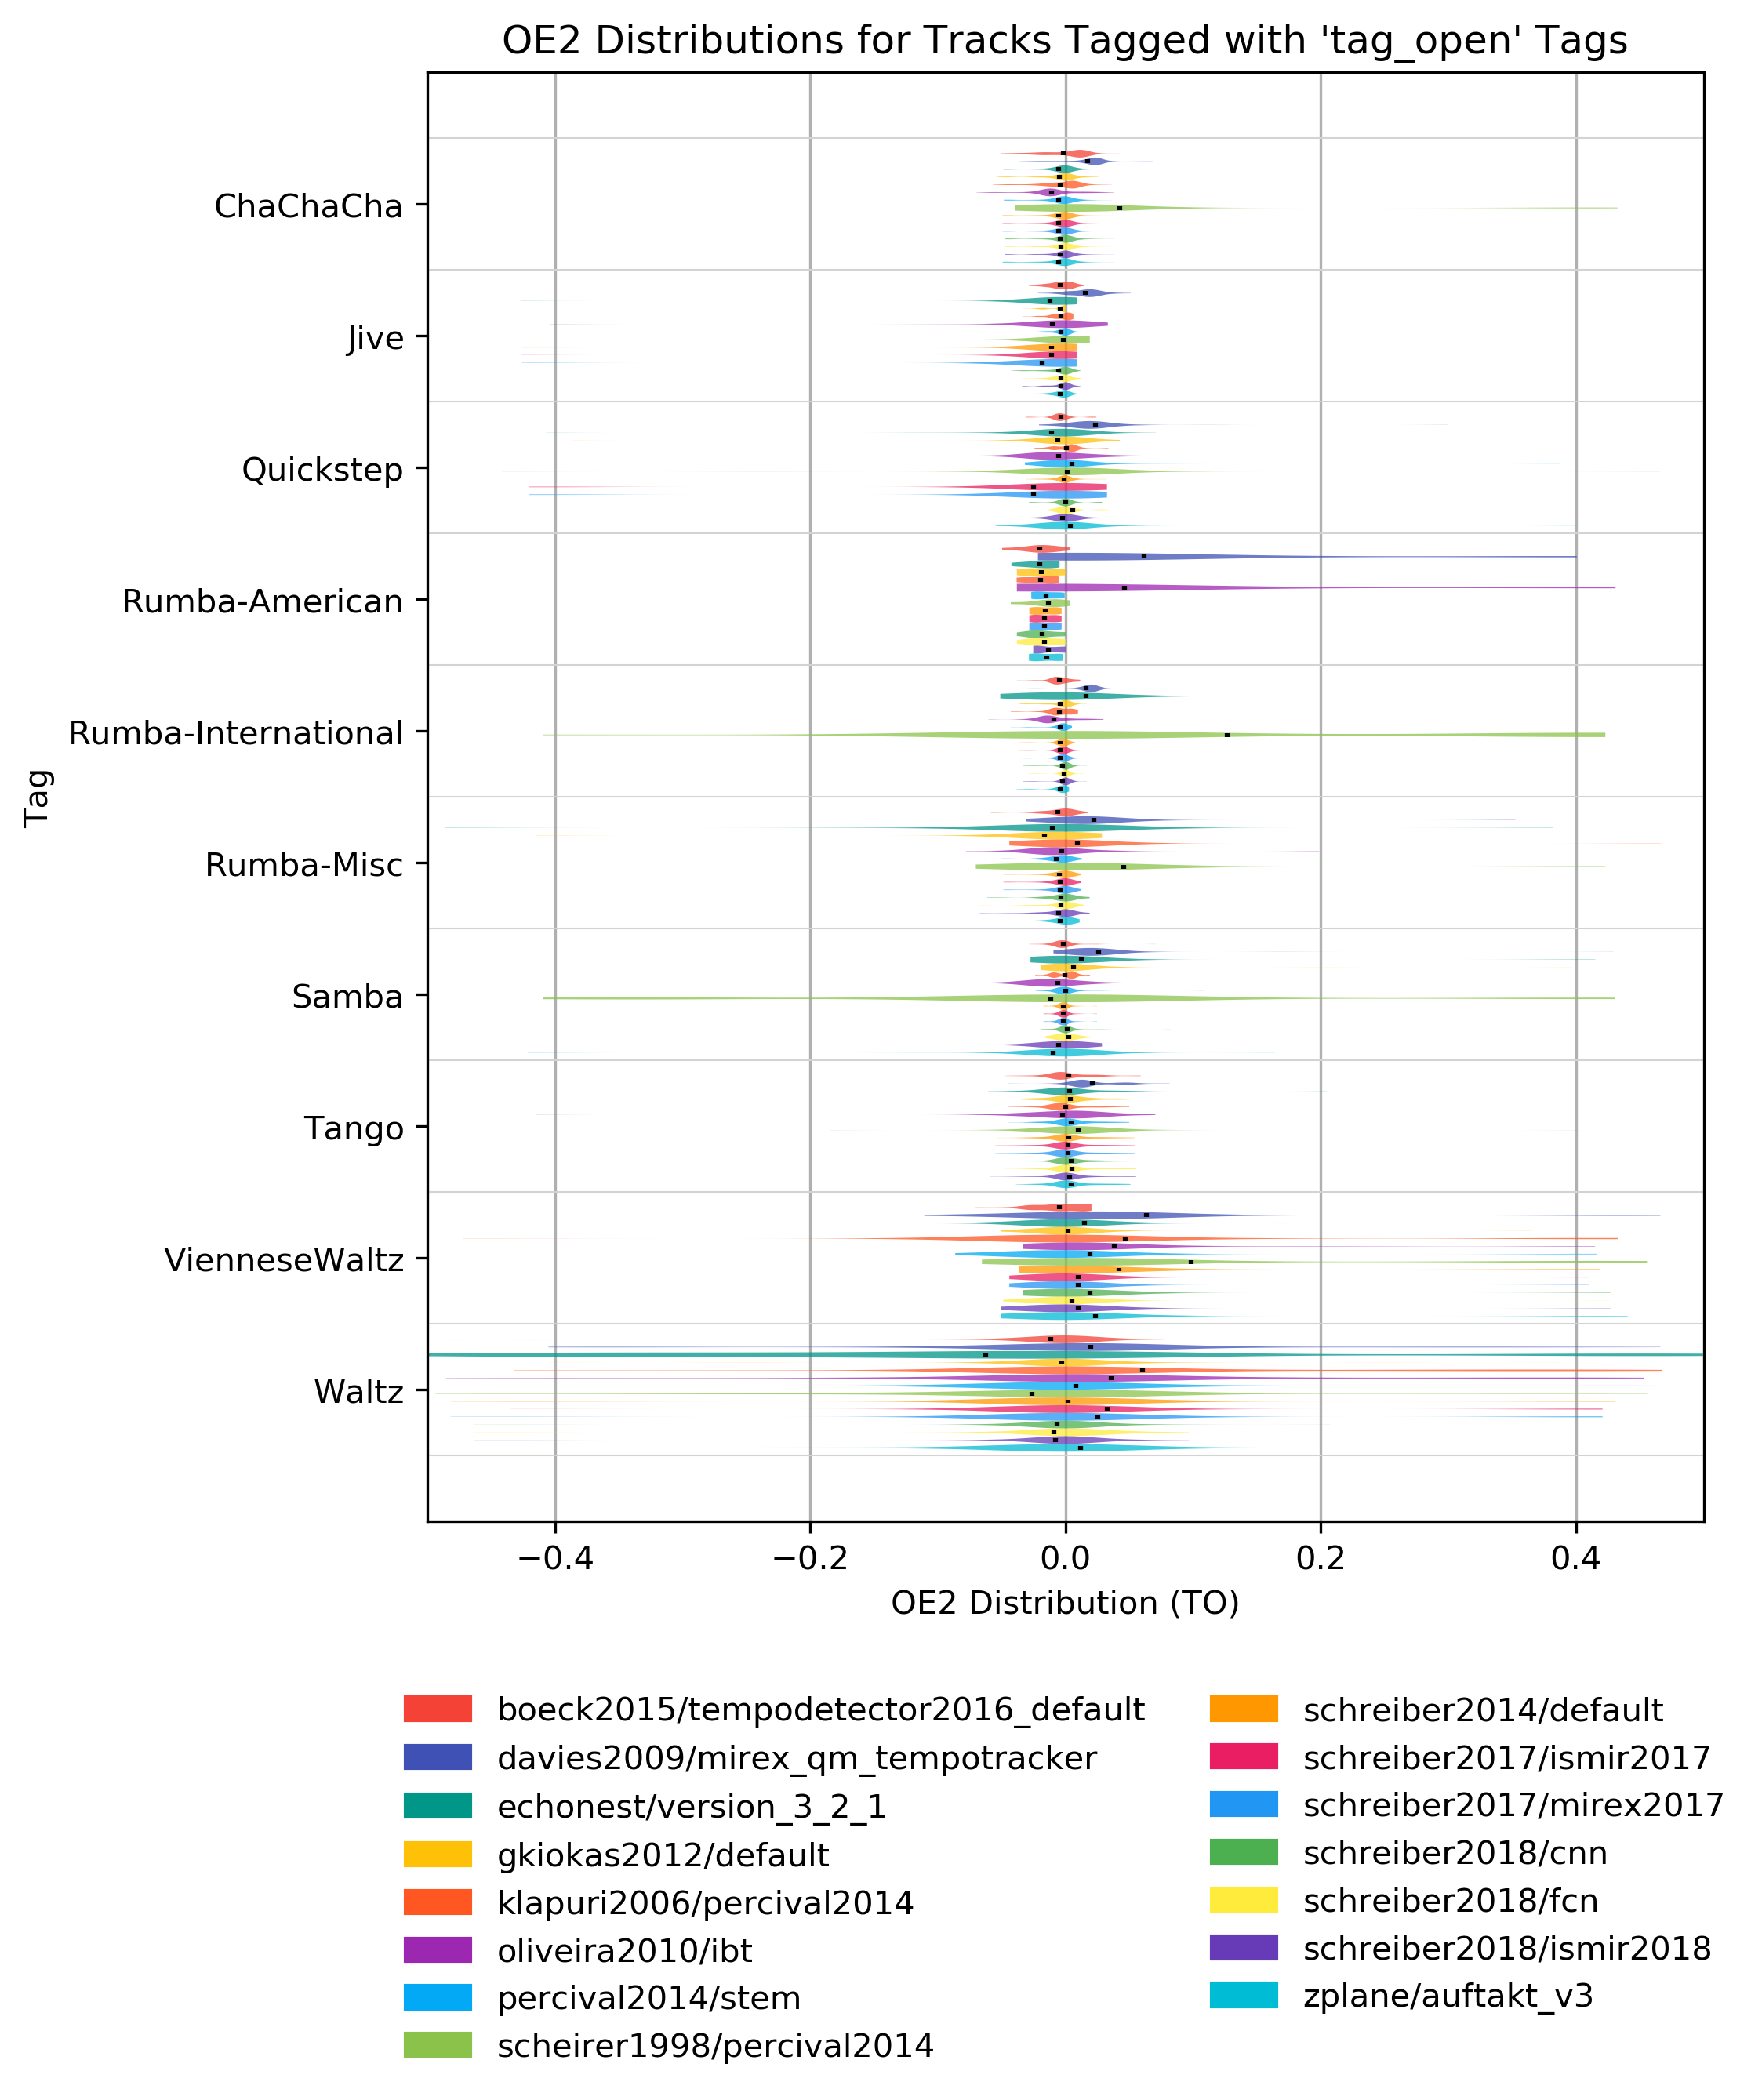 OE2 Distributions for Tracks Tagged with 'tag_open' Tags
ChaChaCha
Jive
Quickstep
Rumba-American
Rumba-International
Tag
Rumba-Misc
Samba
Tango
VienneseWaltz
Waltz
−0.4 −0.2 0.0 0.2 0.4
OE2 Distribution (TO)
boeck2015/tempodetector2016_default
davies2009/mirex_qm_tempotracker
echonest/version_3_2_1
gkiokas2012/default
klapuri2006/percival2014
oliveira2010/ibt
percival2014/stem
scheirer1998/percival2014
schreiber2014/default
schreiber2017/ismir2017
schreiber2017/mirex2017
schreiber2018/cnn
schreiber2018/fcn
schreiber2018/ismir2018
zplane/auftakt_v3